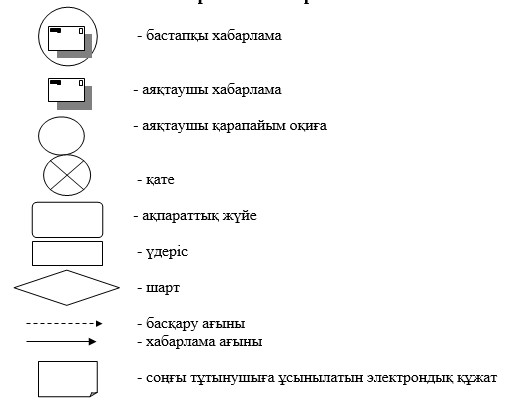 - бастапқы хабарлама
- аяқтаушы хабарлама
- аяқтаушы қарапайым оқиға
- қате
- ақпараттық жүйе
- үдеріс
- шарт
- басқару ағыны
- хабарлама ағыны
- соңғы тұтынушыға ұсынылатын электрондық құжат